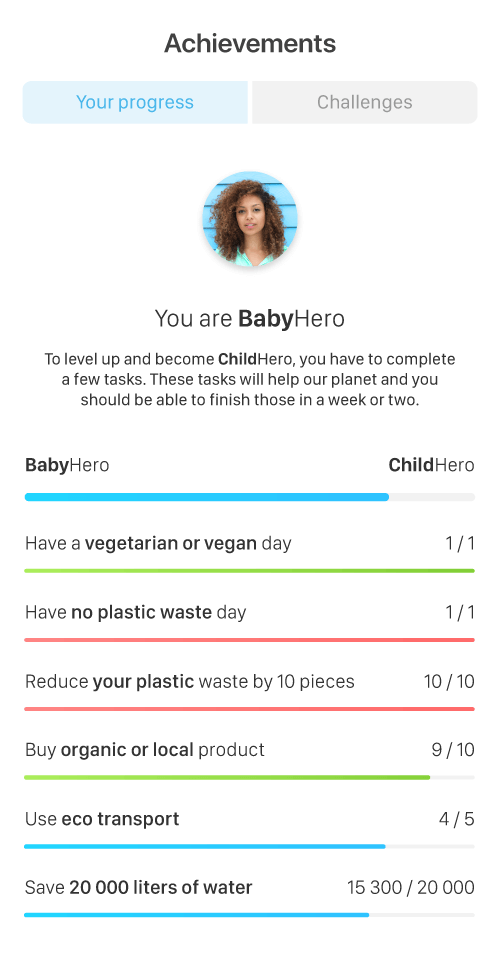 Achievements
Your progress
Challenges
You are BabyHero
To level up and become ChildHero, you have to complete
a few tasks. These tasks will help our planet and you
should be able to finish those in a week or two.
BabyHero ChildHero
Have a vegetarian or vegan day 1 / 1
Have no plastic waste day 1 / 1
Reduce your plastic waste by 10 pieces 10 / 10
Buy organic or local product 9 / 10
Use eco transport 4 / 5
Save 20 000 liters of water 15 300 / 20 000